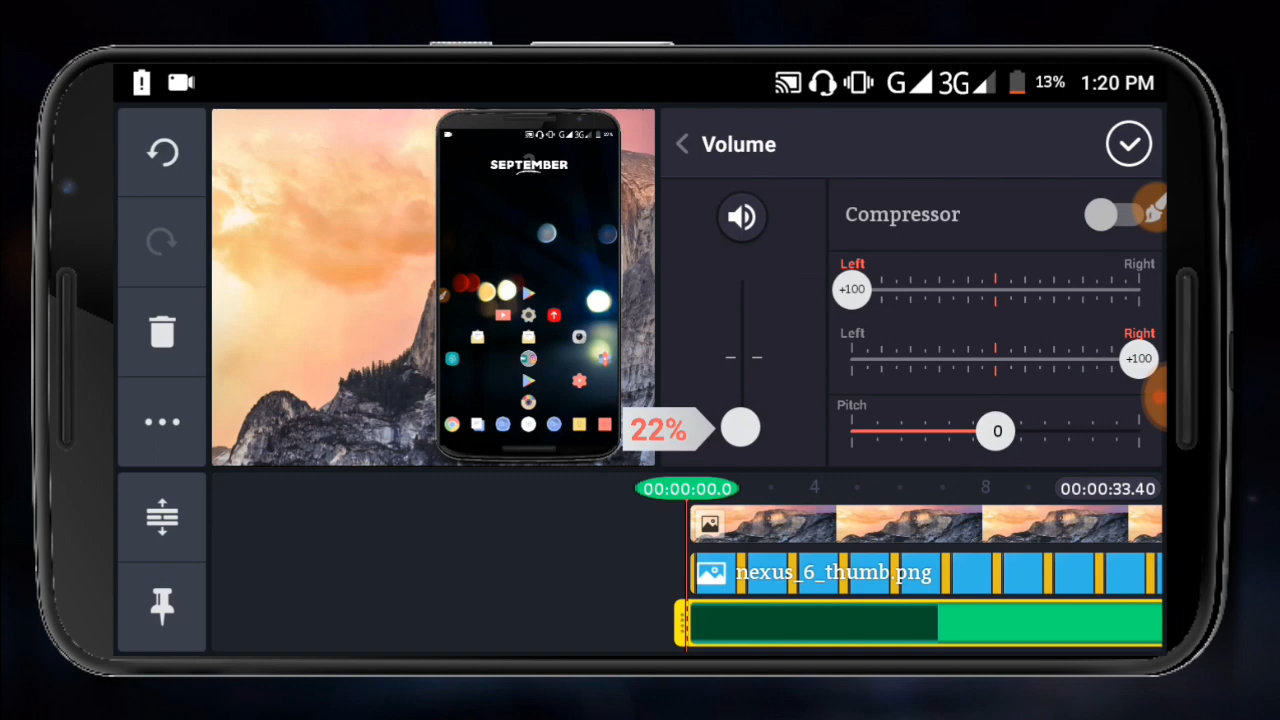 G 3G 13% 1:20 PM
SEPTEMBER
Volume
Compressor
Left Right
+100
Left Right
+100
Pitch
0
22%
00:00:00.0 4 8 00:00:33.40
nexus_6_thumb.png